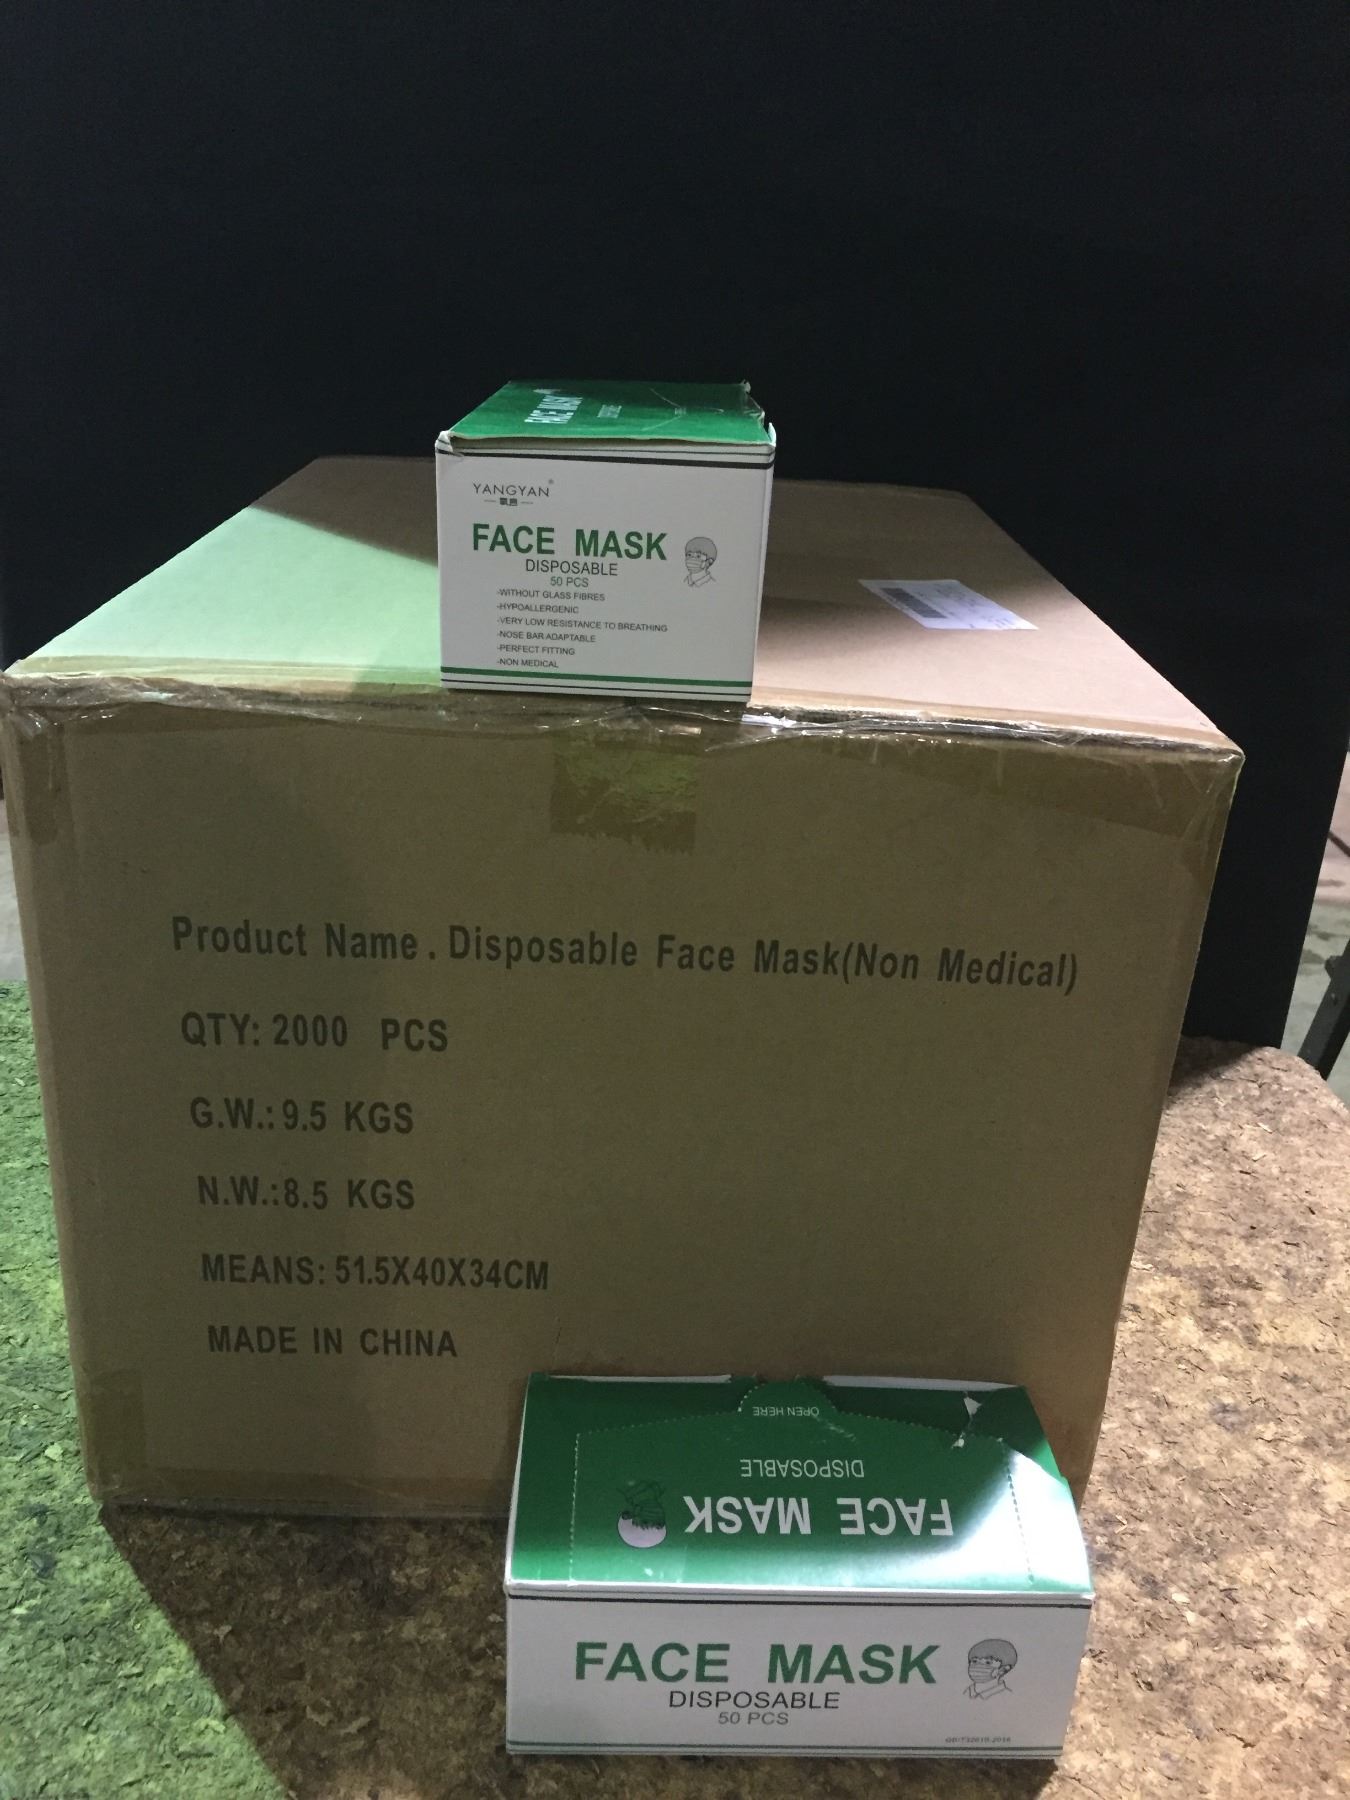 FACE MASK
YANGYAN®
FACE MASK
DISPOSABLE
50 PCS
-WITHOUT GLASS FIBRES
-HYPOALLERGENIC
-VERY LOW RESISTANCE TO BREATHING
-NOSE BAR ADAPTABLE
-PERFECT FITTING
-NON MEDICAL
Product Name . Disposable Face Mask(Non Medical)
QTY: 2000 PCS
G.W.: 9.5 KGS
N.W.:8.5 KGS
MEANS: 51.5X40X34CM
MADE IN CHINA
OPEN HERE
DISPOSABLE
FACE MASK
FACE MASK
DISPOSABLE
50 PCS